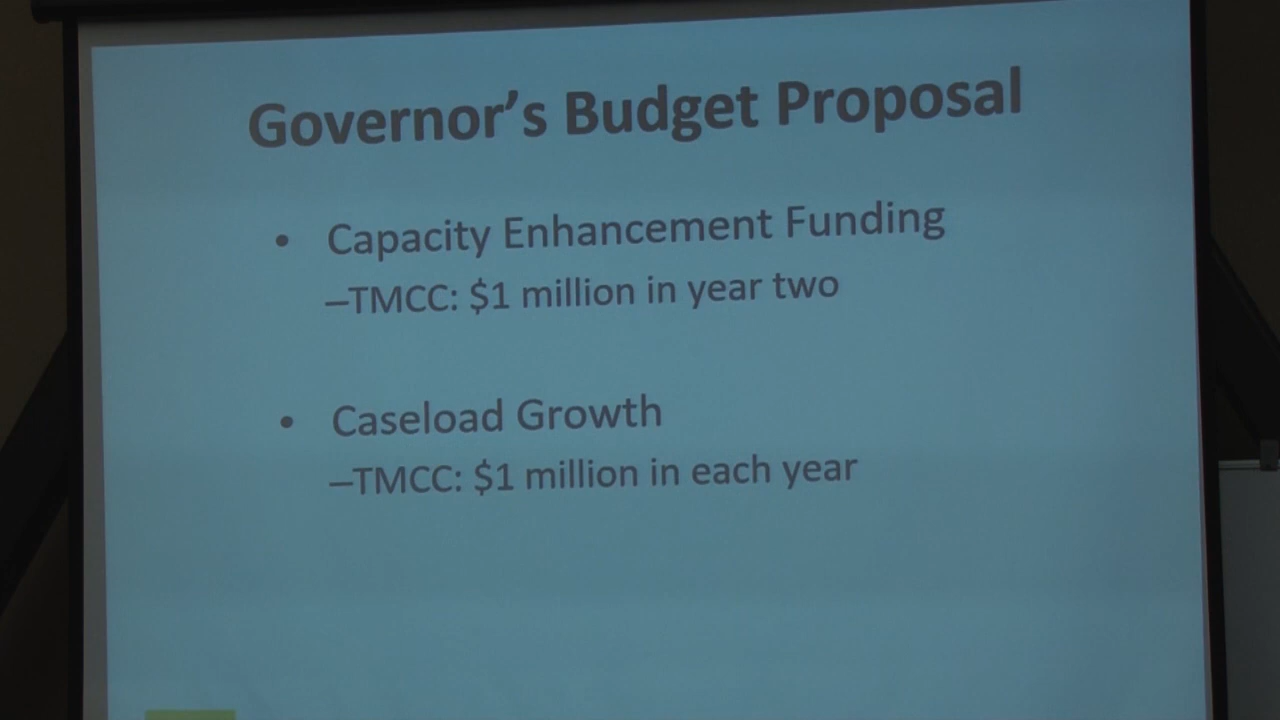 Governor's Budget Proposal
• Capacity Enhancement Funding
–TMCC: $1 million in year two
• Caseload Growth
–TMCC: $1 million in each year